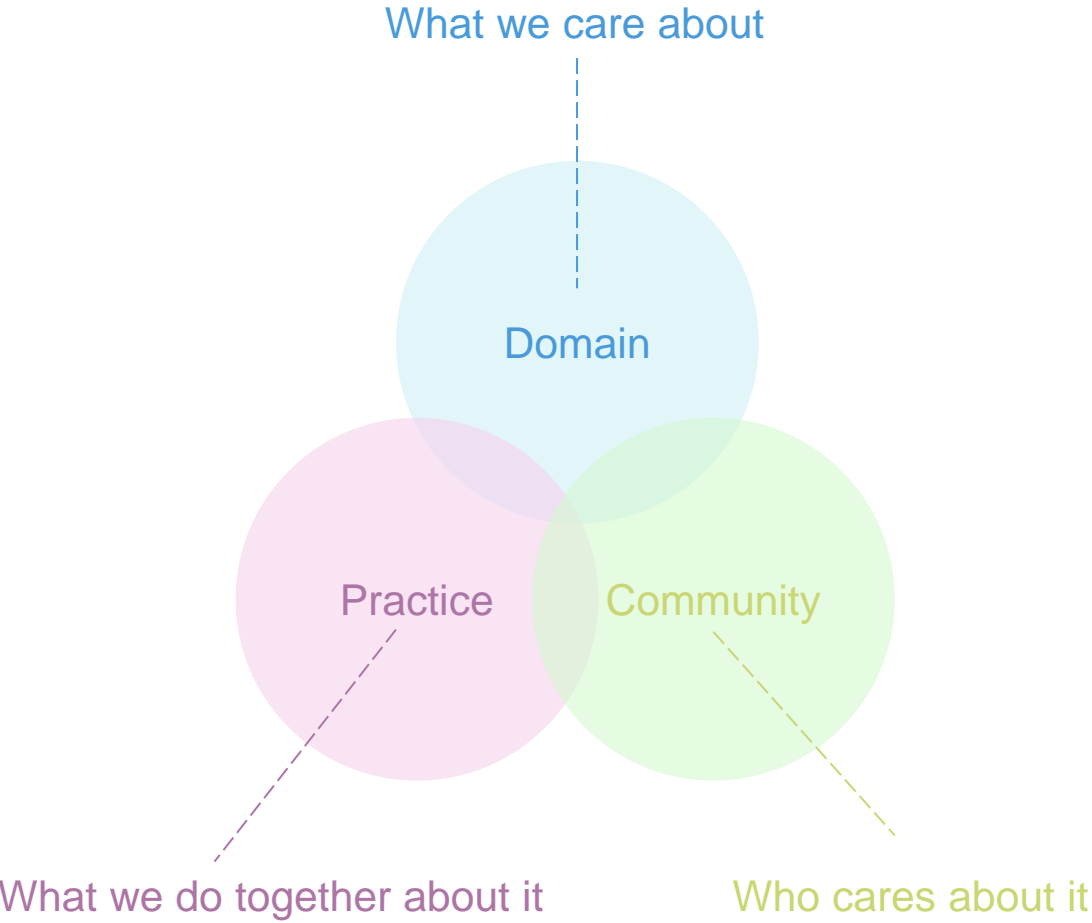 What we care about
Domain
Practice
Community
What we do together about it
Who cares about it